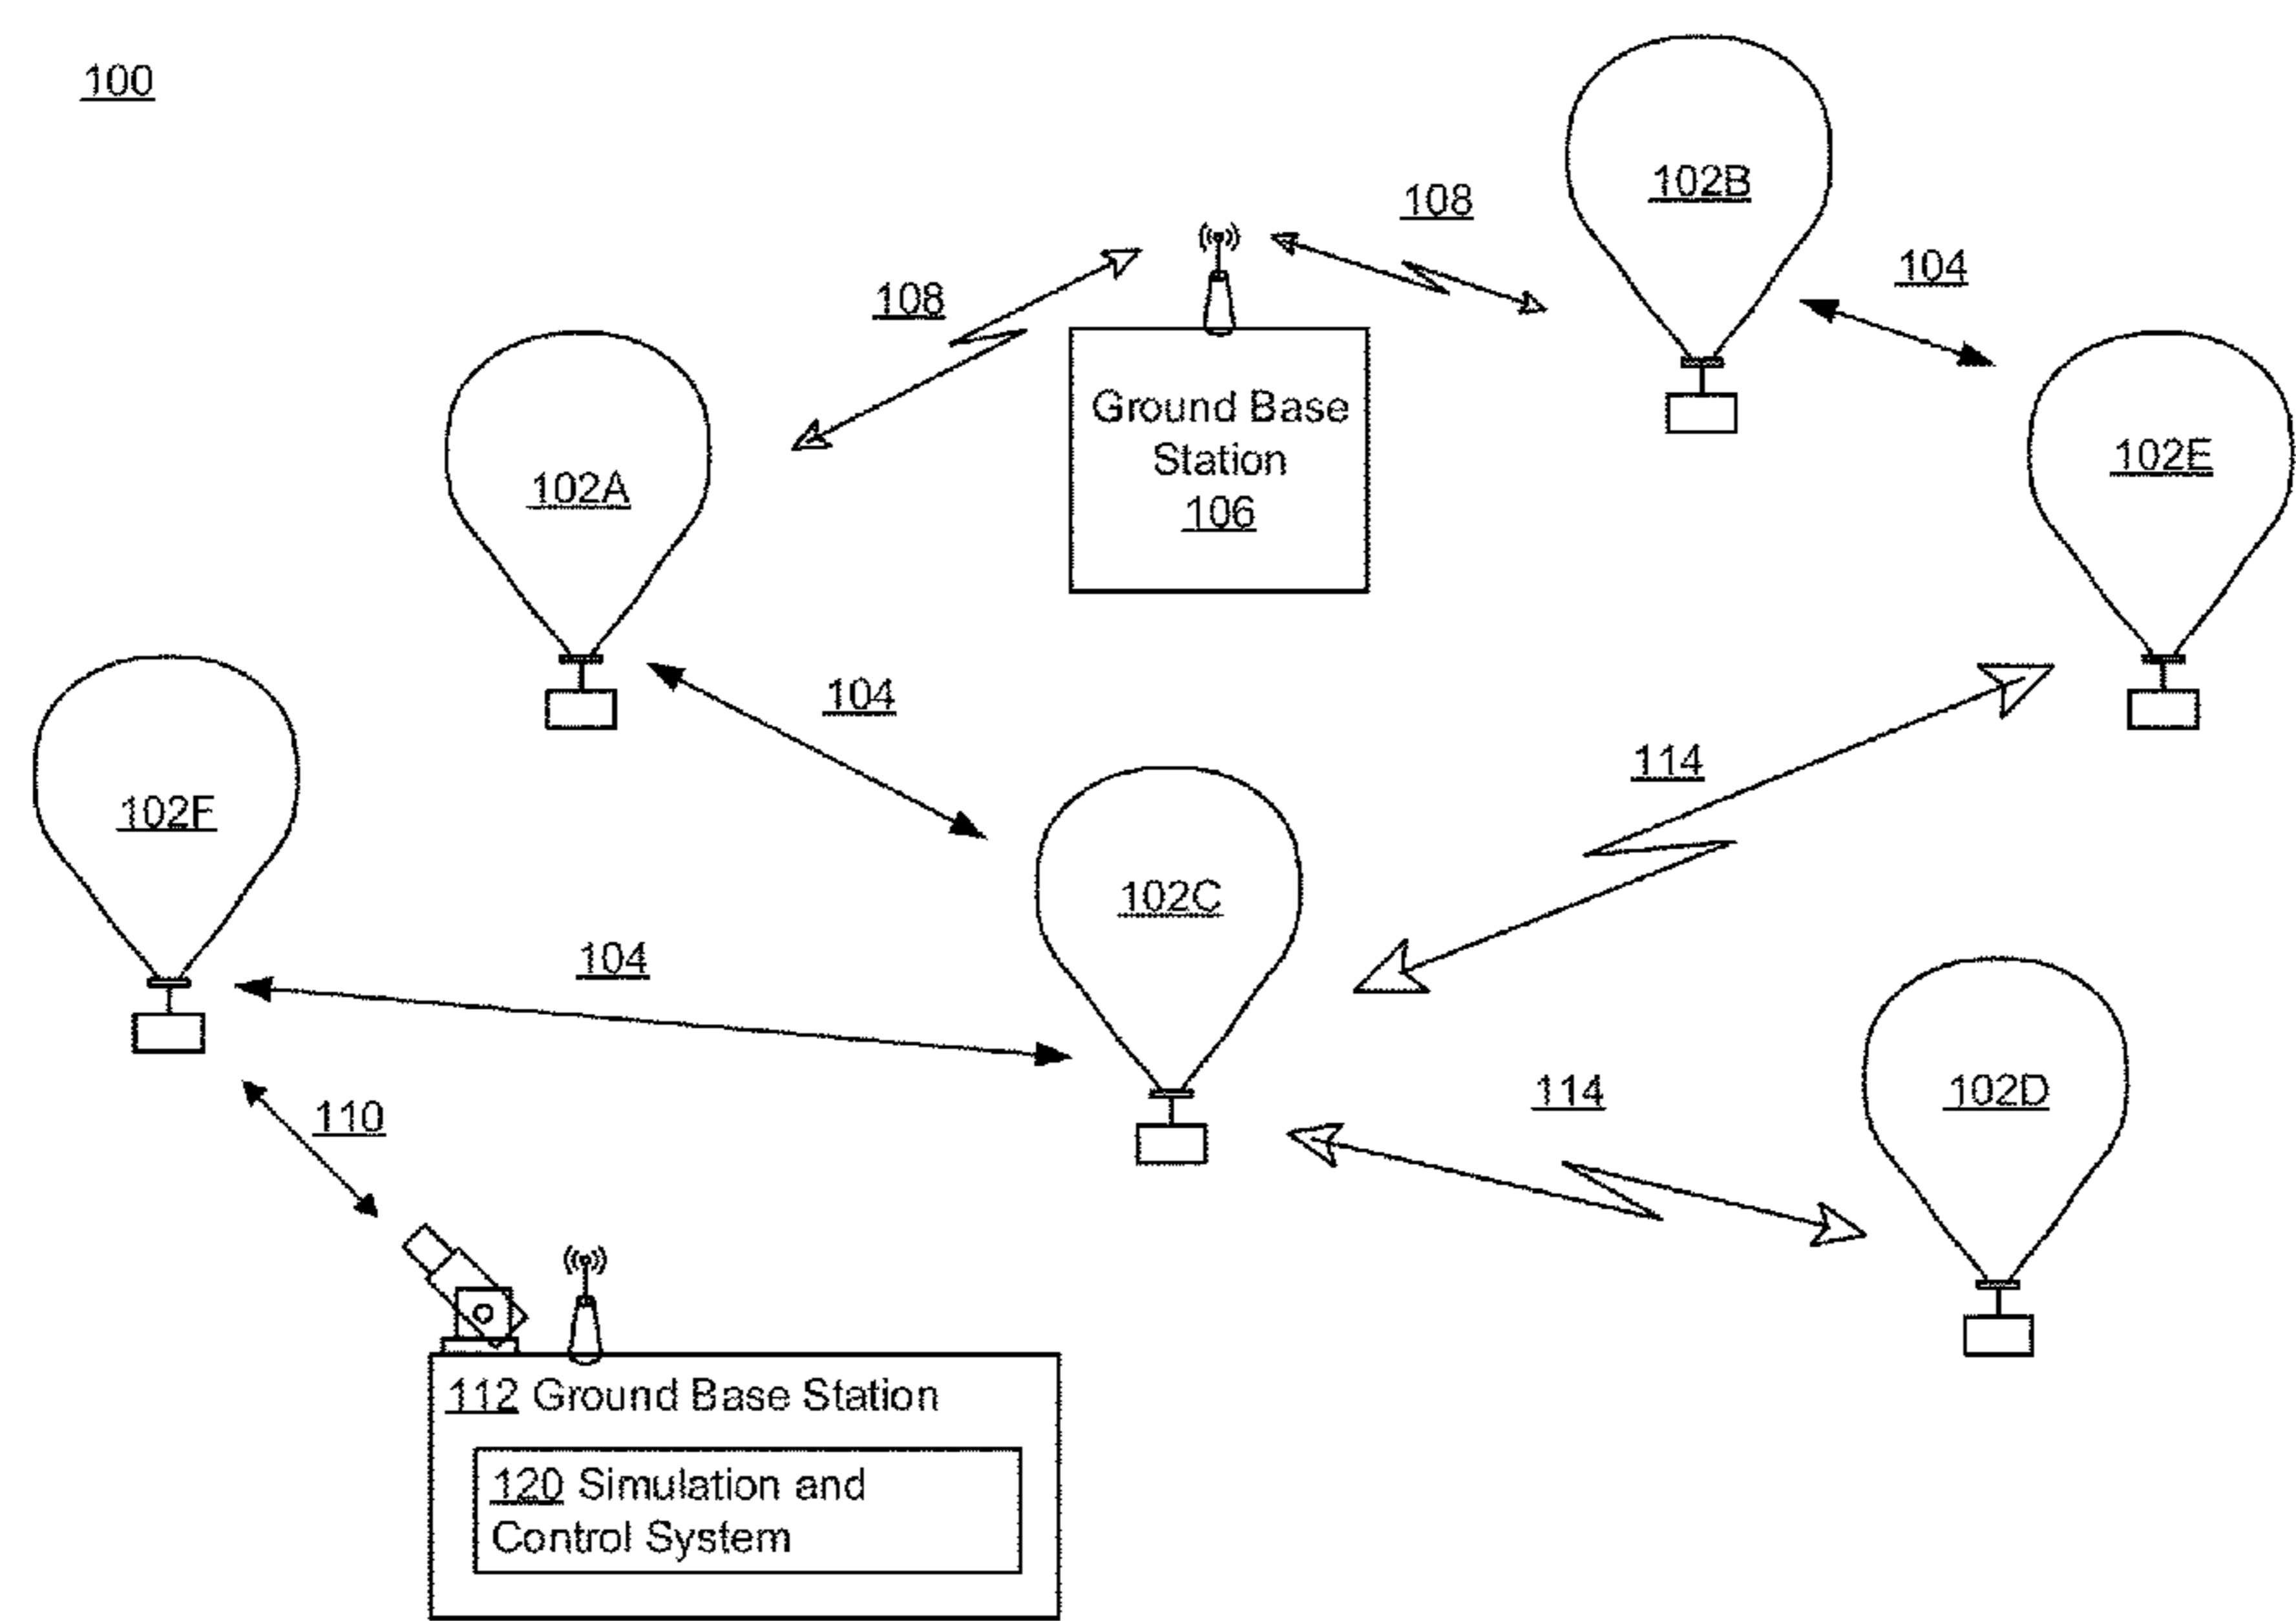 100
102B
108
104
108
102E
Ground Base
Station
106
102A
104
114
102F
102C
104
102D
114
110
112 Ground Base Station
120 Simulation and
Control System